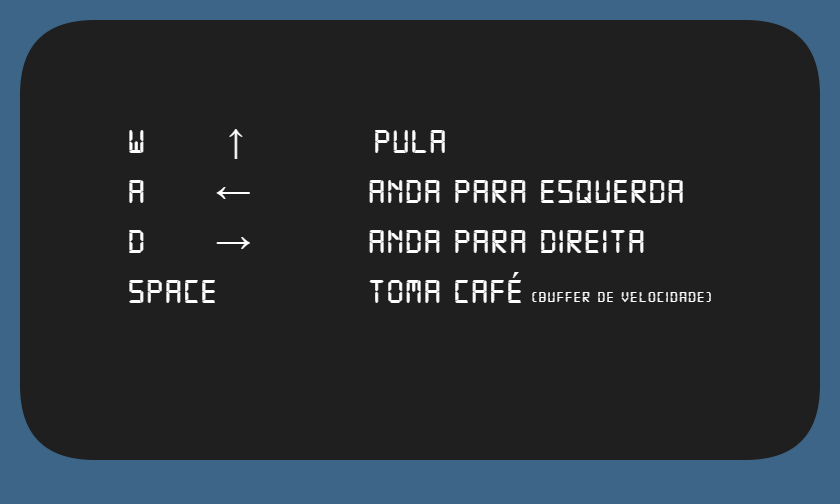 W ↑ PULA
A ← ANDA PARA ESQUERDA
D → ANDA PARA DIREITA
SPACE TOMA CAFÉ (BUFFER DE VELOCIDADE)